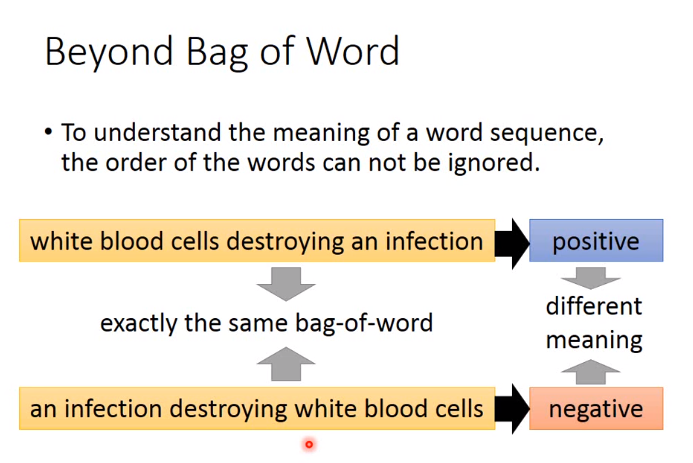 Beyond Bag of Word
• To understand the meaning of a word sequence,
the order of the words can not be ignored.
white blood cells destroying an infection
positive
exactly the same bag-of-word
different
meaning
an infection destroying white blood cells
negative